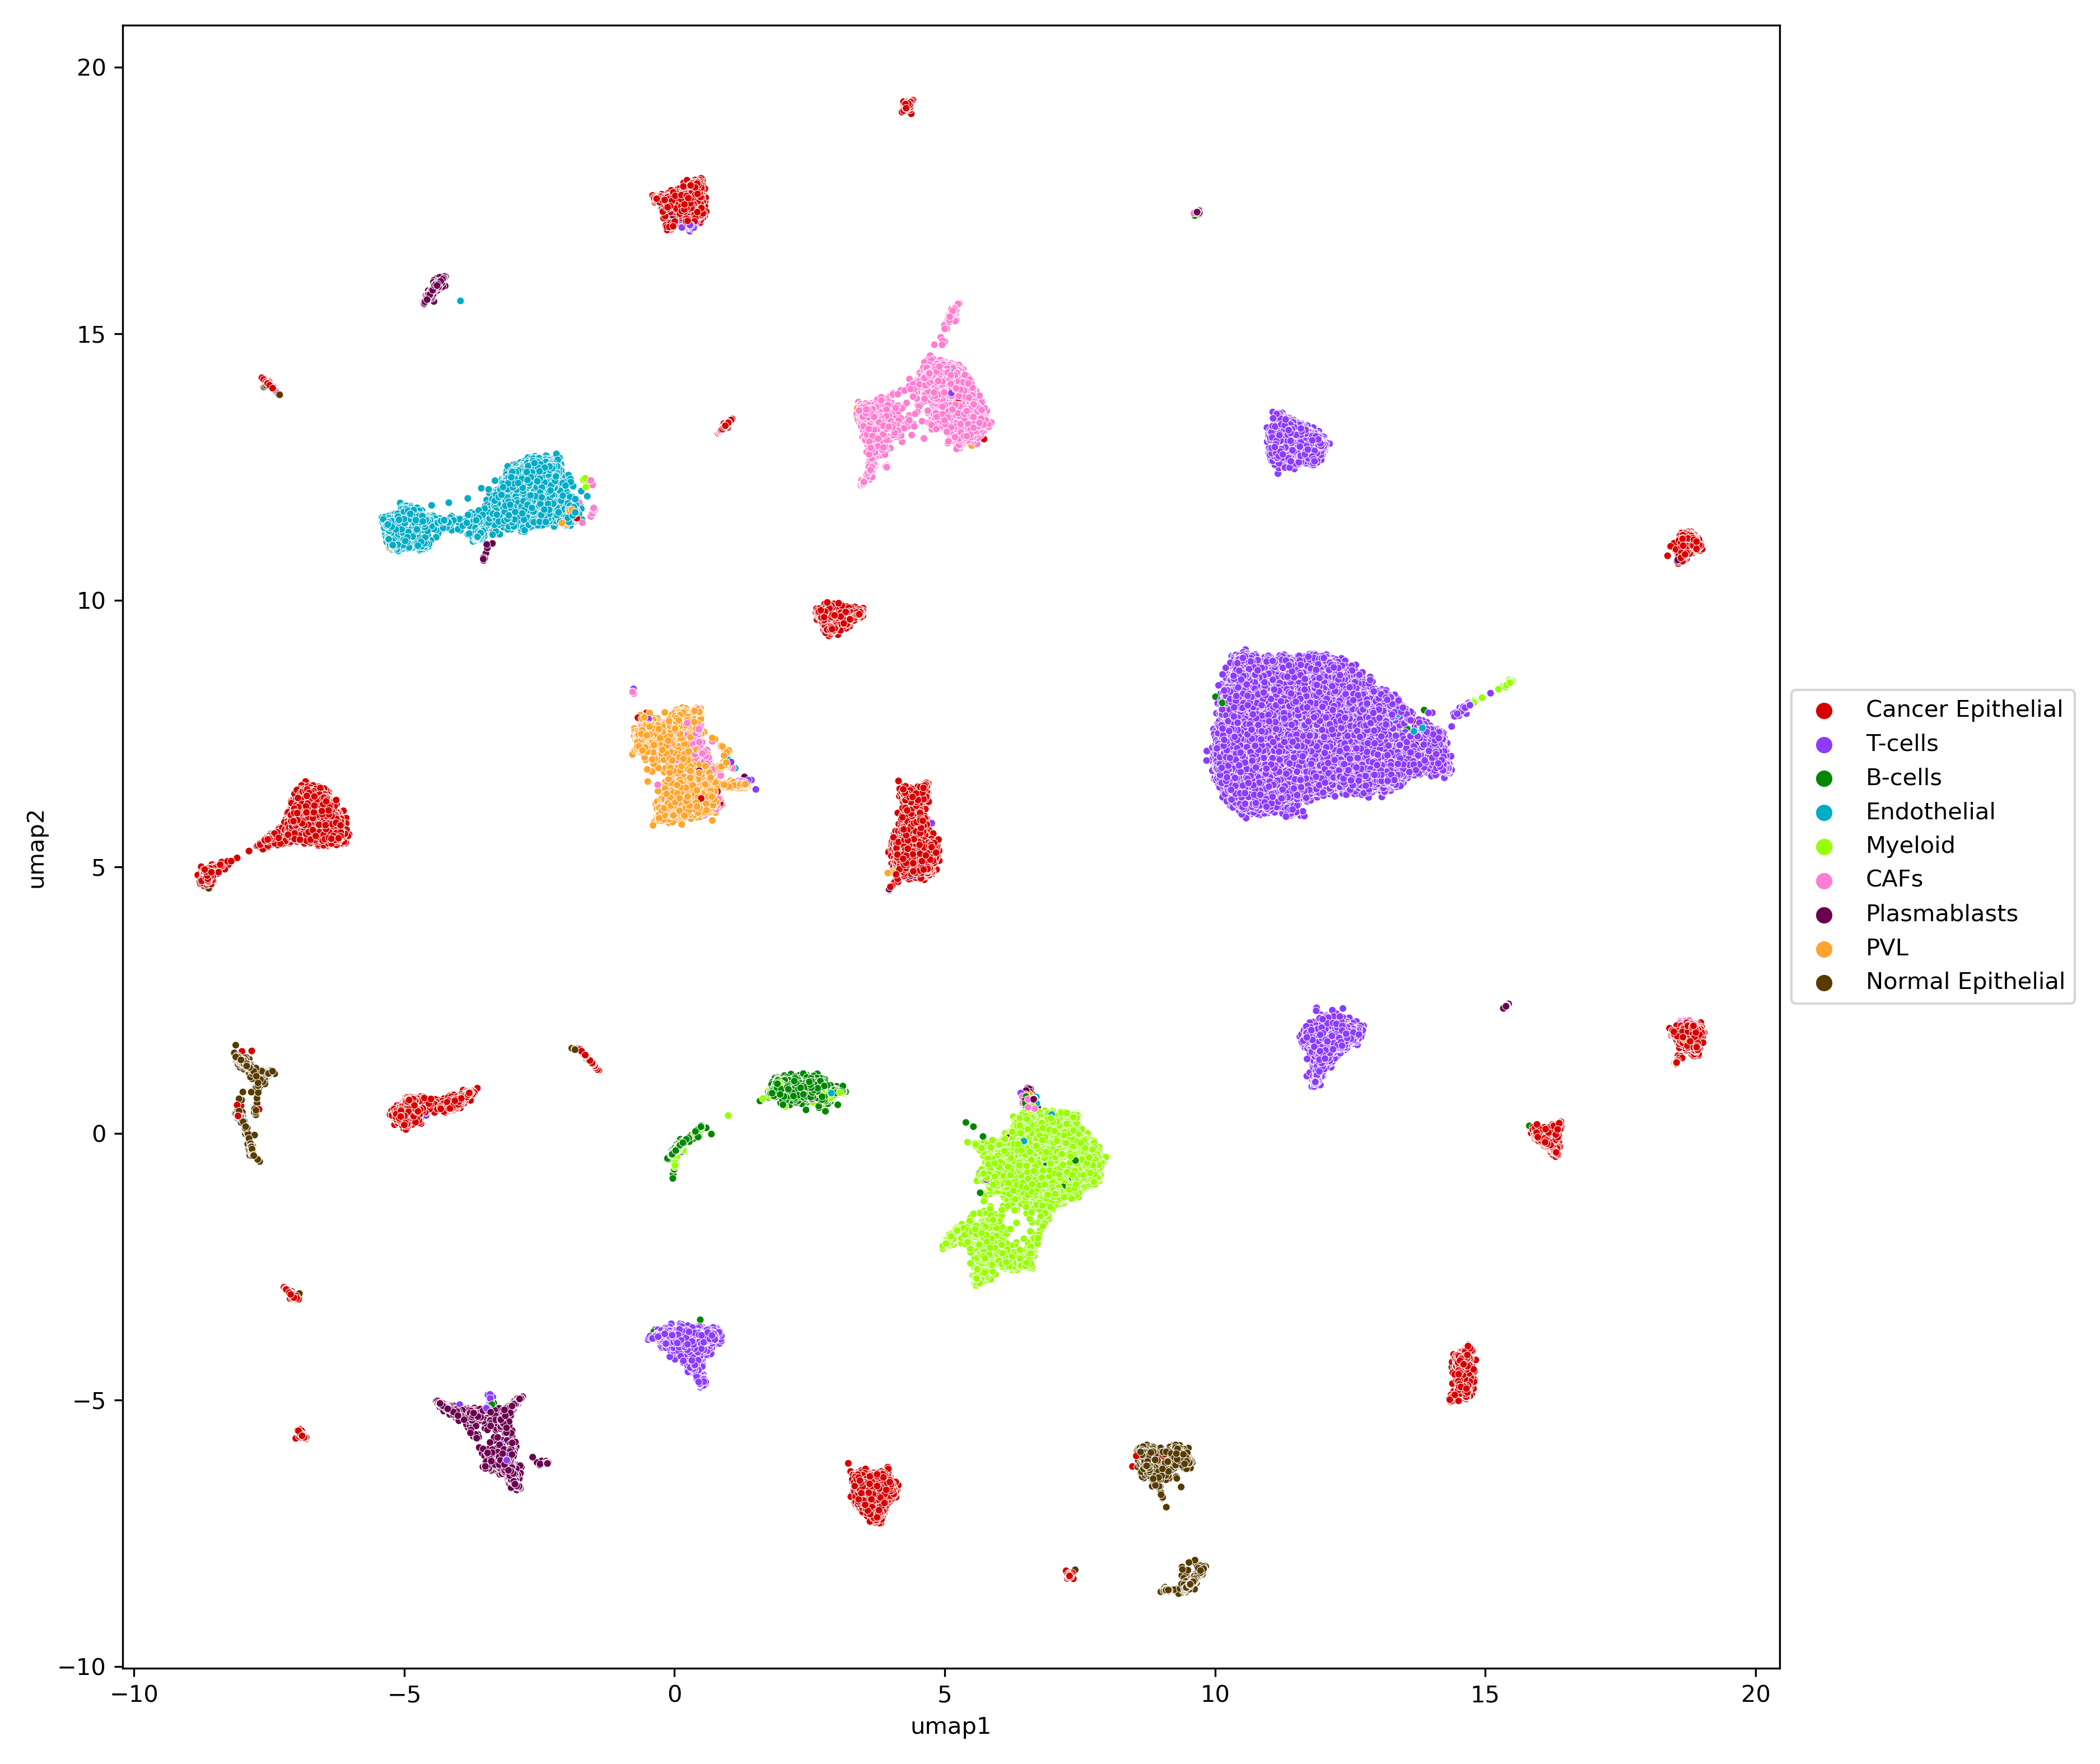 20
15
10
5
0
−5
−10
umap2
−10
−5
0
5
10
15
20
umap1
Cancer Epithelial
T-cells
B-cells
Endothelial
Myeloid
CAFs
Plasmablasts
PVL
Normal Epithelial